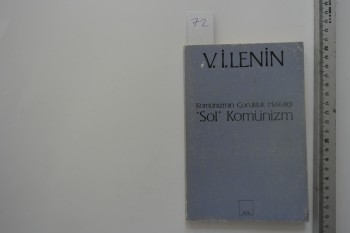 72
V. İ. LENİN
Komünizmin Çocukluk Hastalığı
"Sol" Komünizm